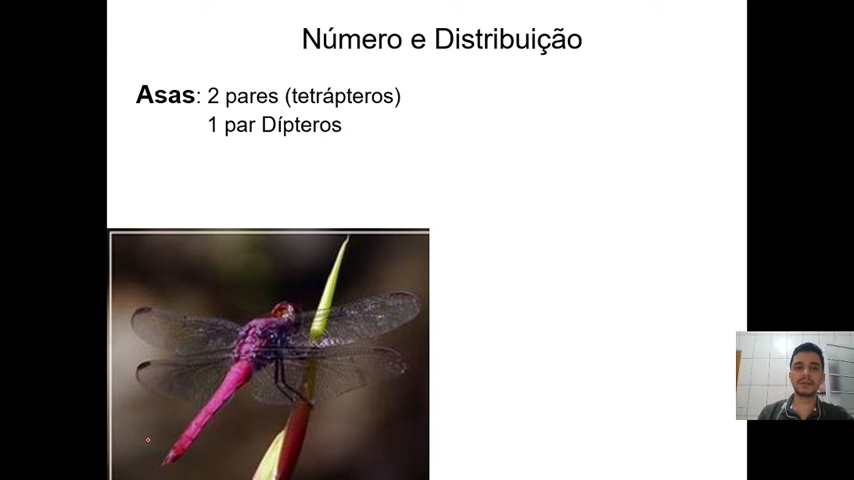 Número e Distribuição
Asas: 2 pares (tetrápteros)
1 par Dípteros